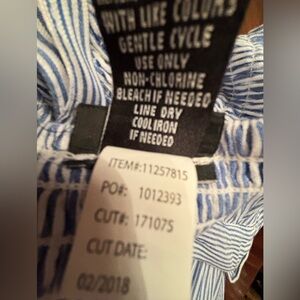 WITH LIKE COLORS
GENTLE CYCLE
USE ONLY
NON-CHLORINE
BLEACH IF NEEDED
LINE DRY
COOL IRON
IF NEEDED
ITEM#: 11257815
PO#: 1012393
CUT#: 171075
CUT DATE:
02/2018